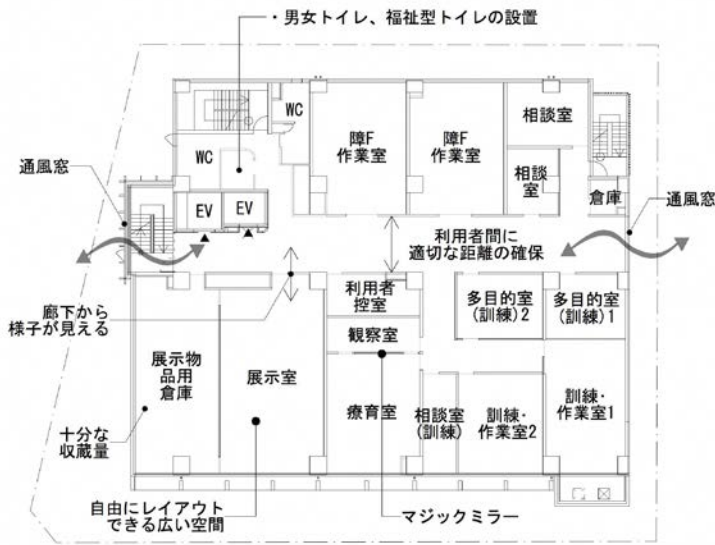 ・男女トイレ、福祉型トイレの設置
WC
相談室
障F
作業室
障F
作業室
WC
通風窓
相談
室
倉庫
通風窓
EV
EV
利用者間に
適切な距離の確保
利用者
控室
多目的室
(訓練)2
多目的室
(訓練)1
廊下から
様子が見える
観察室
展示物
品用
倉庫
展示室
療育室
相談室
(訓練)
訓練・
作業室2
訓練・
作業室1
十分な
収蔵量
自由にレイアウト
できる広い空間
マジックミラー